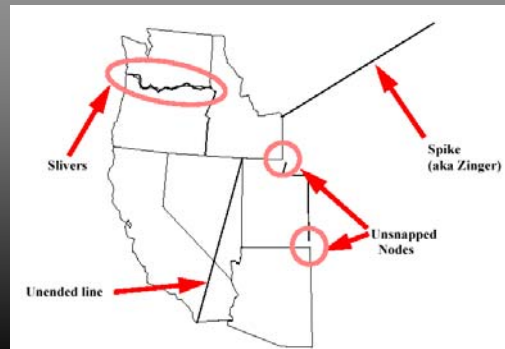 Slivers
Spike
(aka Zinger)
Unsnapped
Nodes
Unended line